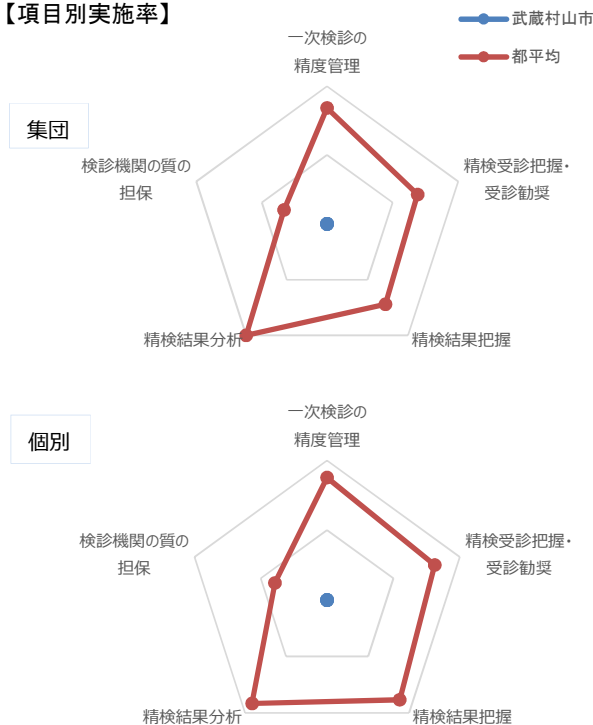 【項目別実施率】
武蔵村山市
都平均
集団
一次検診の
精度管理
精検受診把握・
受診勧奨
精検結果把握
精検結果分析
検診機関の質の
担保
個別
一次検診の
精度管理
精検受診把握・
受診勧奨
精検結果把握
精検結果分析
検診機関の質の
担保